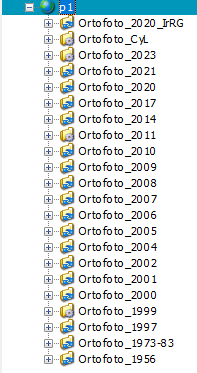 p1
Ortofoto_2020_IrRG
Ortofoto_CyL
Ortofoto_2023
Ortofoto_2021
Ortofoto_2020
Ortofoto_2017
Ortofoto_2014
Ortofoto_2011
Ortofoto_2010
Ortofoto_2009
Ortofoto_2008
Ortofoto_2007
Ortofoto_2006
Ortofoto_2005
Ortofoto_2004
Ortofoto_2002
Ortofoto_2001
Ortofoto_2000
Ortofoto_1999
Ortofoto_1997
Ortofoto_1973-83
Ortofoto_1956